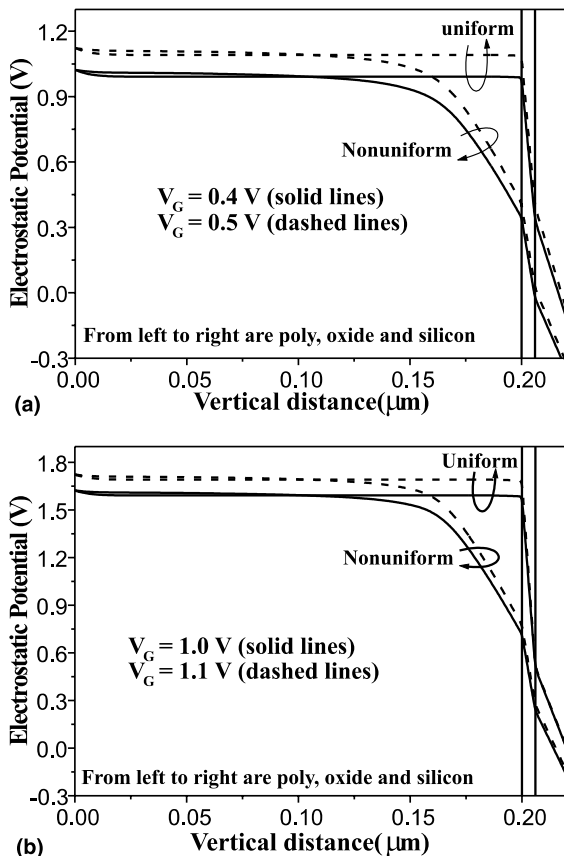 1.2
0.9
0.6
0.3
0.0
-0.3
Electrostatic Potential (V)
uniform
Nonuniform
V_G = 0.4 V (solid lines)
V_G = 0.5 V (dashed lines)
From left to right are poly, oxide and silicon
0.00 0.05 0.10 0.15 0.20
(a) Vertical distance(μm)
1.8
1.5
1.2
0.9
0.6
0.3
0.0
-0.3
Electrostatic Potential (V)
Uniform
Nonuniform
V_G = 1.0 V (solid lines)
V_G = 1.1 V (dashed lines)
From left to right are poly, oxide and silicon
0.00 0.05 0.10 0.15 0.20
(b) Vertical distance(μm)